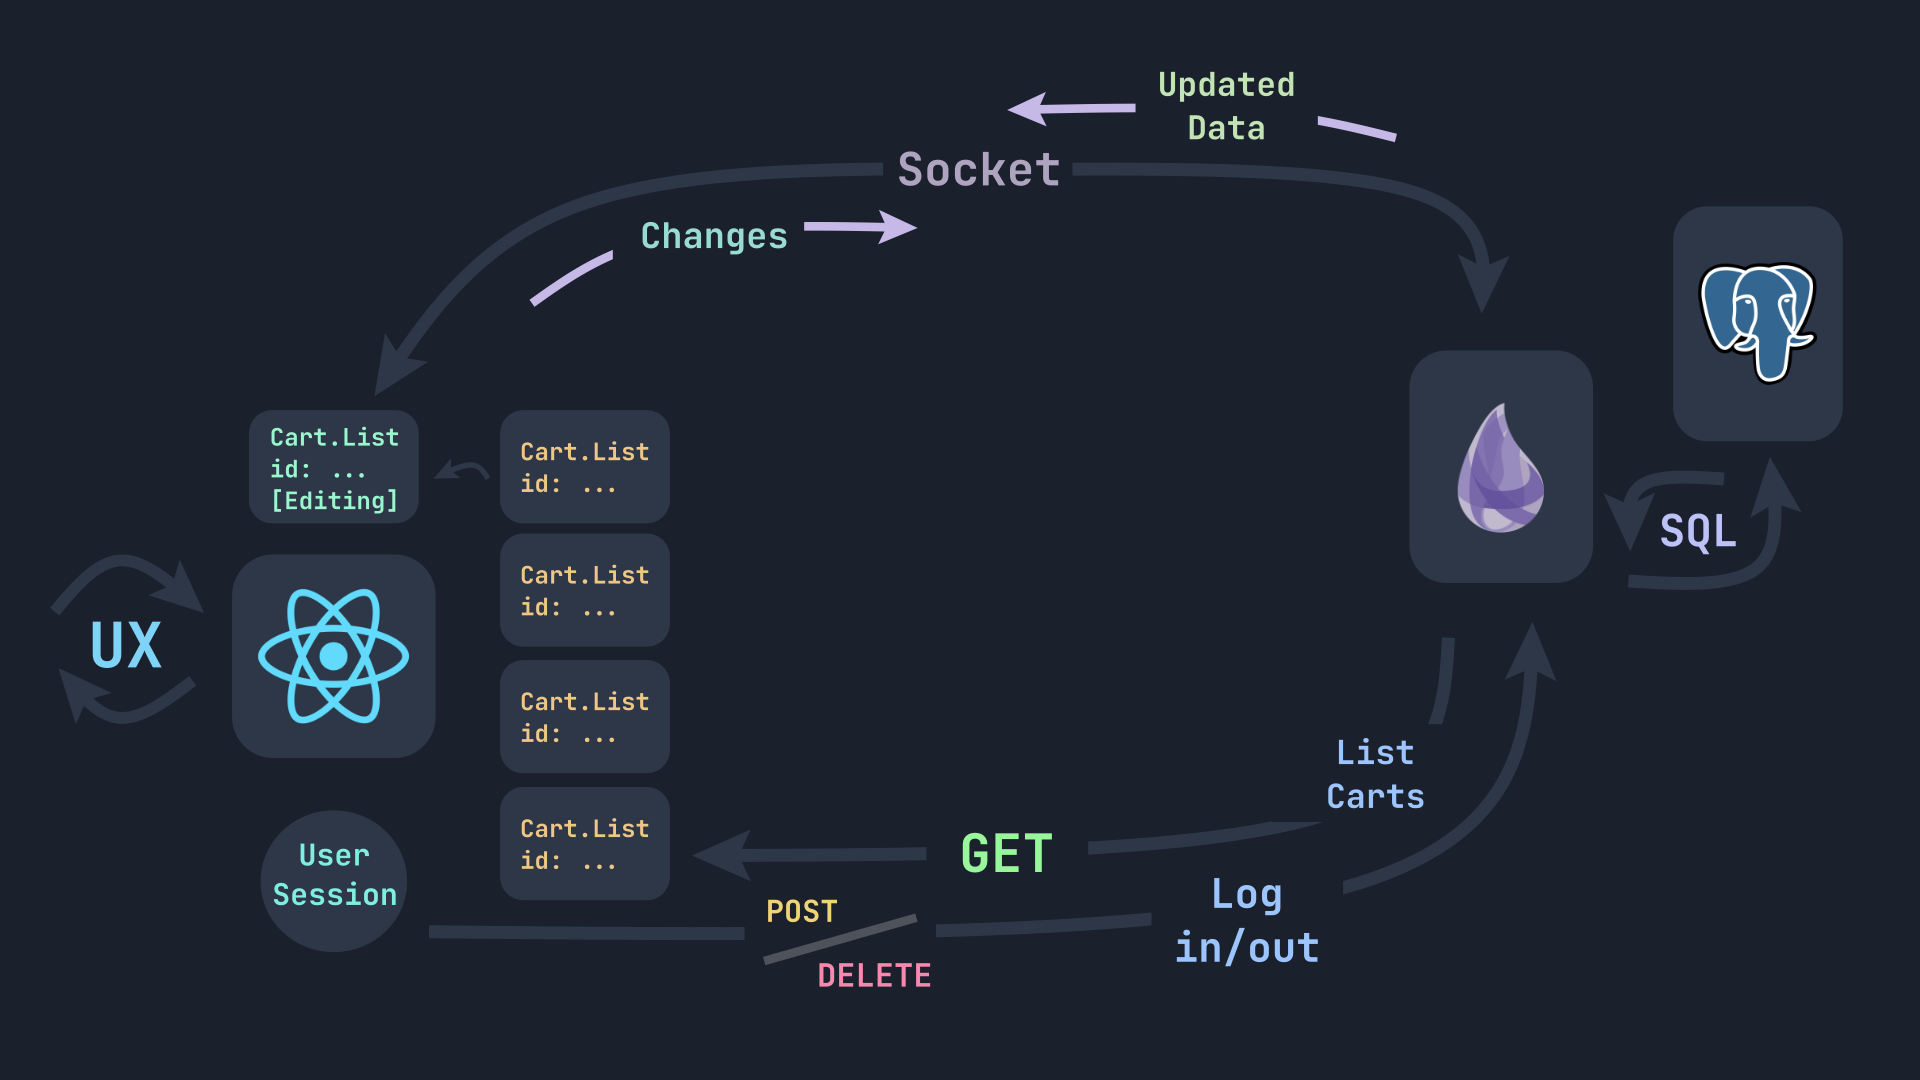 Updated
Data
Socket
Changes
Cart.List
id: ...
[Editing]
Cart.List
id: ...
Cart.List
id: ...
Cart.List
id: ...
Cart.List
id: ...
UX
SQL
User
Session
List
Carts
GET
POST
DELETE
Log
in/out